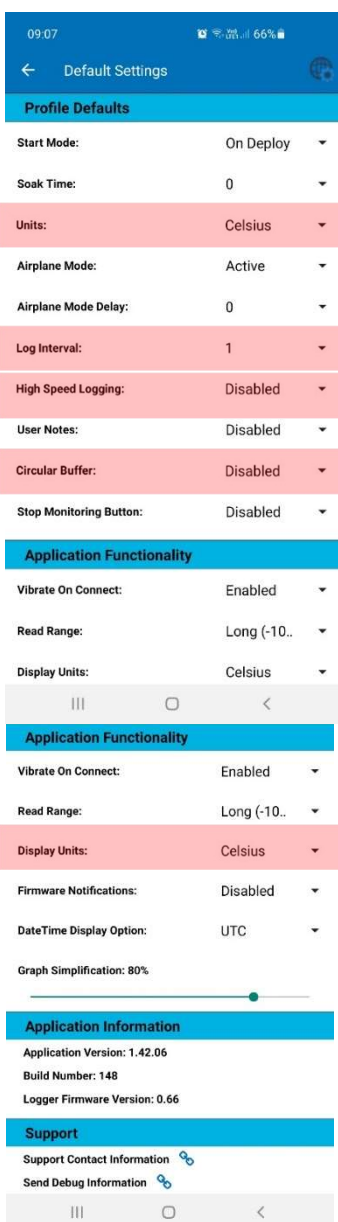 09:07 66%
Default Settings
Profile Defaults
Start Mode: On Deploy
Soak Time: 0
Units: Celsius
Airplane Mode: Active
Airplane Mode Delay: 0
Log Interval: 1
High Speed Logging: Disabled
User Notes: Disabled
Circular Buffer: Disabled
Stop Monitoring Button: Disabled
Application Functionality
Vibrate On Connect: Enabled
Read Range: Long (-10..
Display Units: Celsius
Application Functionality
Vibrate On Connect: Enabled
Read Range: Long (-10..
Display Units: Celsius
Firmware Notifications: Disabled
DateTime Display Option: UTC
Graph Simplification: 80%
Application Information
Application Version: 1.42.06
Build Number: 148
Logger Firmware Version: 0.66
Support
Support Contact Information
Send Debug Information